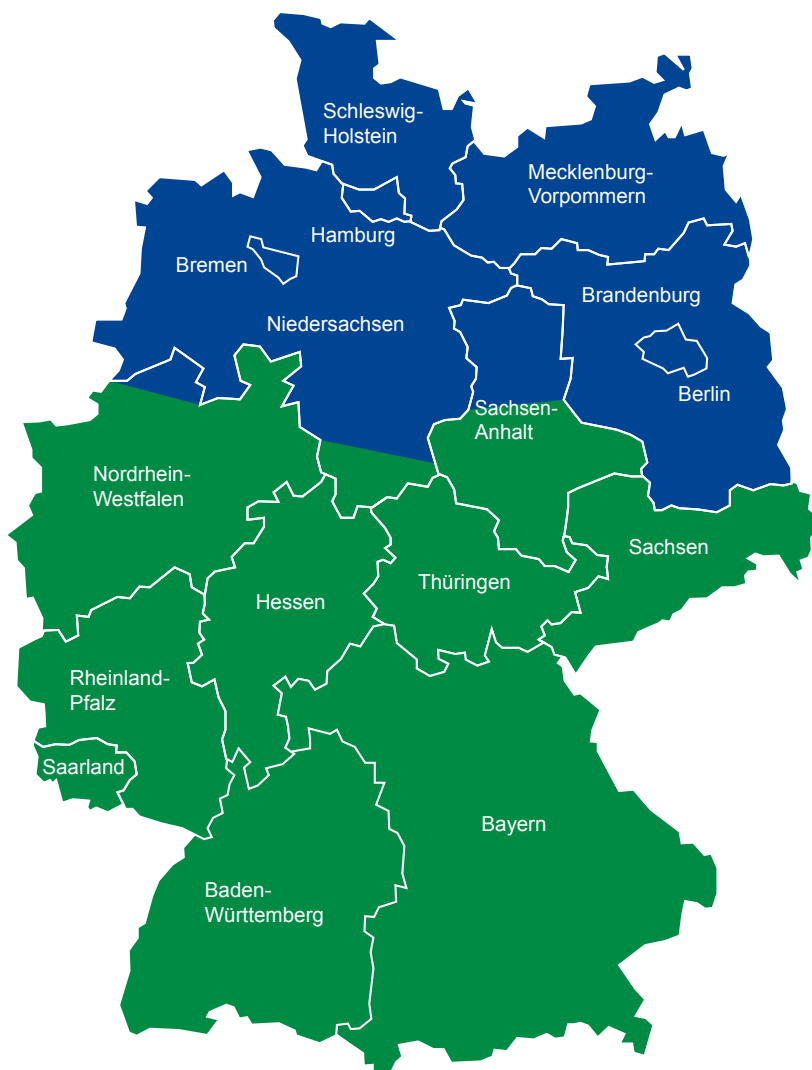 Schleswig-
Holstein
Mecklenburg-
Vorpommern
Hamburg
Bremen
Brandenburg
Niedersachsen
Berlin
Sachsen-
Anhalt
Nordrhein-
Westfalen
Sachsen
Thüringen
Hessen
Rheinland-
Pfalz
Saarland
Bayern
Baden-
Württemberg